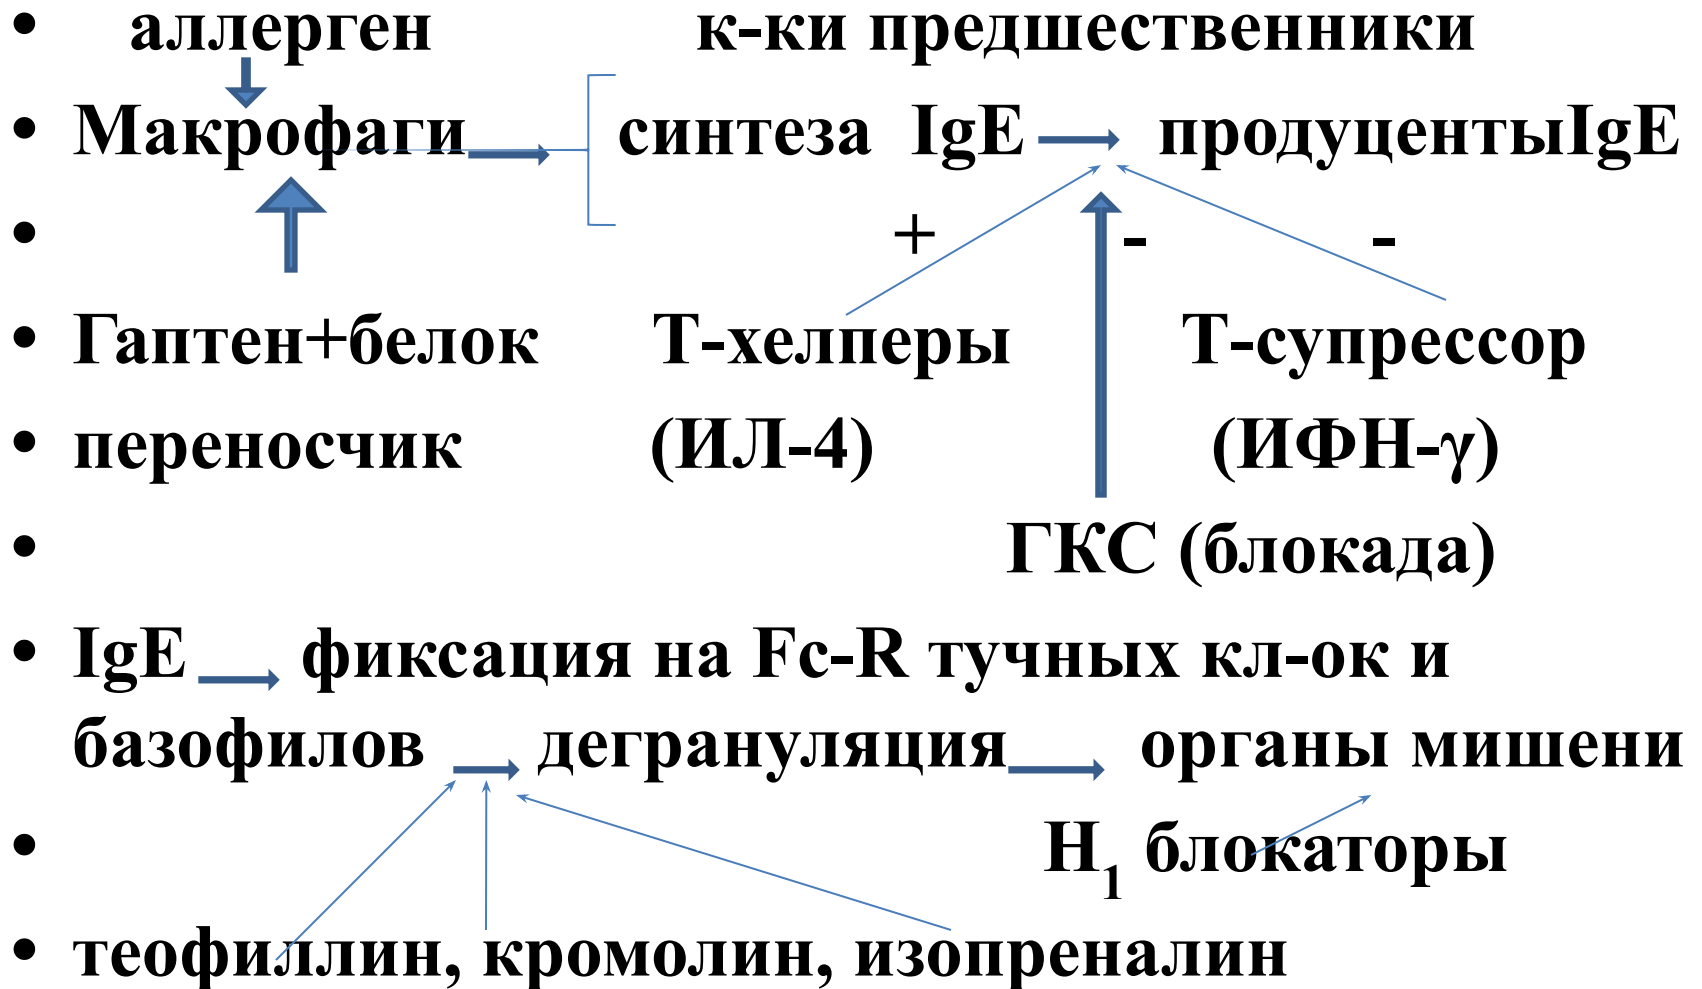 • аллерген к-ки предшественники
• Макрофаги синтеза IgE продуцентыIgE
• + - -
• Гаптен+белок Т-хелперы Т-супрессор
• переносчик (ИЛ-4) (ИФН-γ)
• ГКС (блокада)
• IgE фиксация на Fc-R тучных кл-ок и
базофилов дегрануляция органы мишени
• Н₁ блокаторы
• теофиллин, кромолин, изопреналин